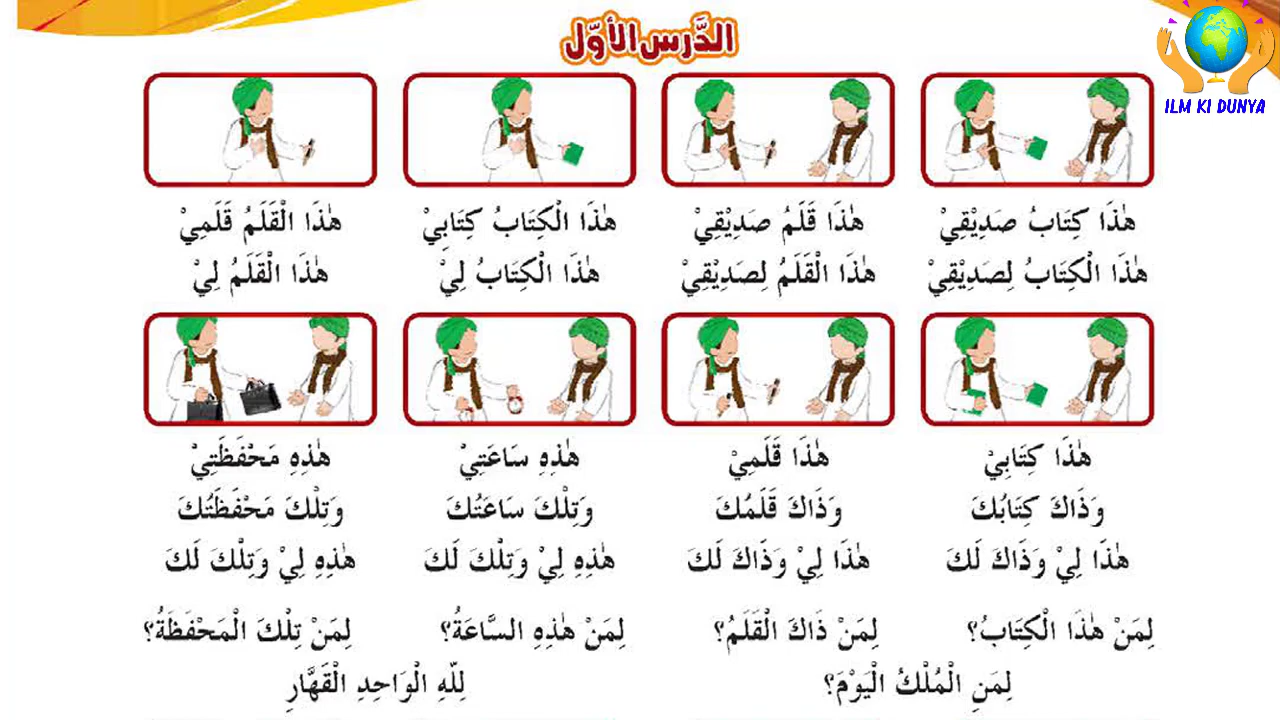 الدَّرس الأوّل
ILM KI DUNYA
هٰذَا كِتَابُ صَدِيْقِيْ
هٰذَا الْكِتَابُ لِصَدِيْقِيْ
هٰذَا قَلَمُ صَدِيْقِيْ
هٰذَا الْقَلَمُ لِصَدِيْقِيْ
هٰذَا الْكِتَابُ كِتَابِيْ
هٰذَا الْكِتَابُ لِيْ
هٰذَا الْقَلَمُ قَلَمِيْ
هٰذَا الْقَلَمُ لِيْ
هٰذَا كِتَابِيْ
وَذَاكَ كِتَابُكَ
هٰذَا لِيْ وَذَاكَ لَكَ
هٰذَا قَلَمِيْ
وَذَاكَ قَلَمُكَ
هٰذَا لِيْ وَذَاكَ لَكَ
هٰذِهِ سَاعَتِيْ
وَتِلْكَ سَاعَتُكَ
هٰذِهِ لِيْ وَتِلْكَ لَكَ
هٰذِهِ مَحْفَظَتِيْ
وَتِلْكَ مَحْفَظَتُكَ
هٰذِهِ لِيْ وَتِلْكَ لَكَ
لِمَنْ هٰذَا الْكِتَابُ؟
لِمَنْ ذَاكَ الْقَلَمُ؟
لِمَنْ هٰذِهِ السَّاعَةُ؟
لِمَنْ تِلْكَ الْمَحْفَظَةُ؟
لِمَنِ الْمُلْكُ الْيَوْمَ؟
لِلّٰهِ الْوَاحِدِ الْقَهَّارِ